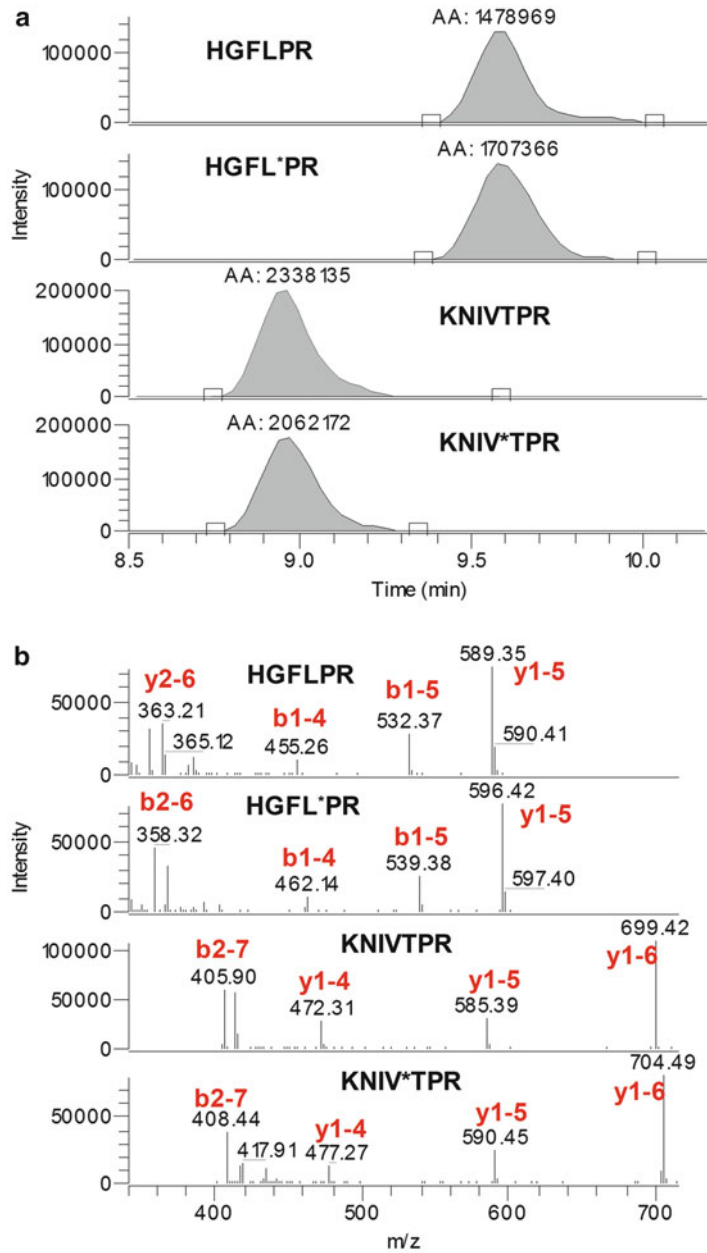 a
AA: 1478969
HGFLPR
100000
0
AA: 1707366
HGFL*PR
100000
0
Intensity
AA: 2338135
200000
KNIVTPR
100000
0
AA: 2062172
200000
KNIV*TPR
100000
0
8.5 9.0 9.5 10.0
Time (min)
b
589.35
y2-6 HGFLPR b1-5 y1-5
363.21 b1-4 532.37
50000
365.12 455.26 590.41
0
596.42
b2-6 HGFL*PR b1-5 y1-5
358.32 b1-4 539.38
50000
462.14 597.40
0
Intensity
699.42
b2-7 KNIVTPR y1-6
100000
405.90 y1-4 y1-5
472.31 585.39
50000
0
704.49
b2-7 KNIV*TPR y1-6
408.44 y1-4 y1-5
50000
417.91 477.27 590.45
0
400 500 600 700
m/z